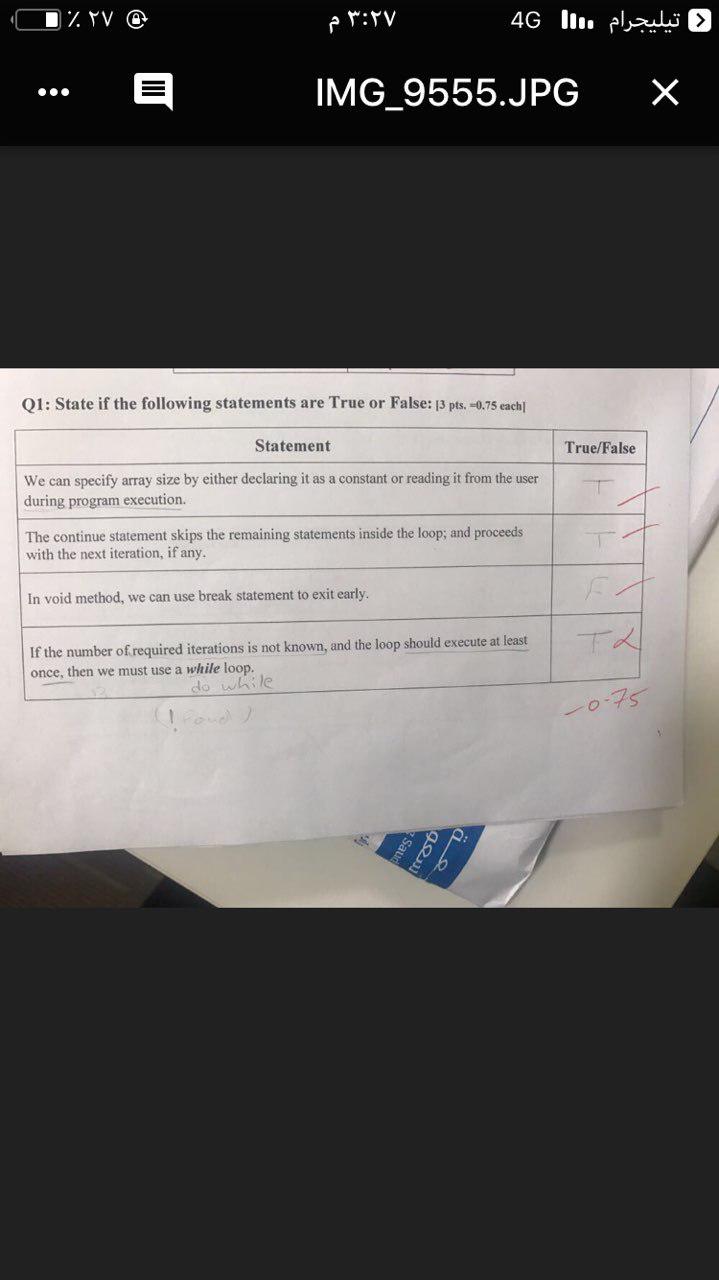 ٪ ٢٧ ٣:٢٧ م 4G تيليجرام
IMG_9555.JPG
Q1: State if the following statements are True or False: [3 pts. =0.75 each]
Statement True/False
We can specify array size by either declaring it as a constant or reading it from the user
during program execution.
T
The continue statement skips the remaining statements inside the loop; and proceeds
with the next iteration, if any.
T
In void method, we can use break statement to exit early.
F
If the number of required iterations is not known, and the loop should execute at least
once, then we must use a while loop.
T
do while
-0.75
Saud